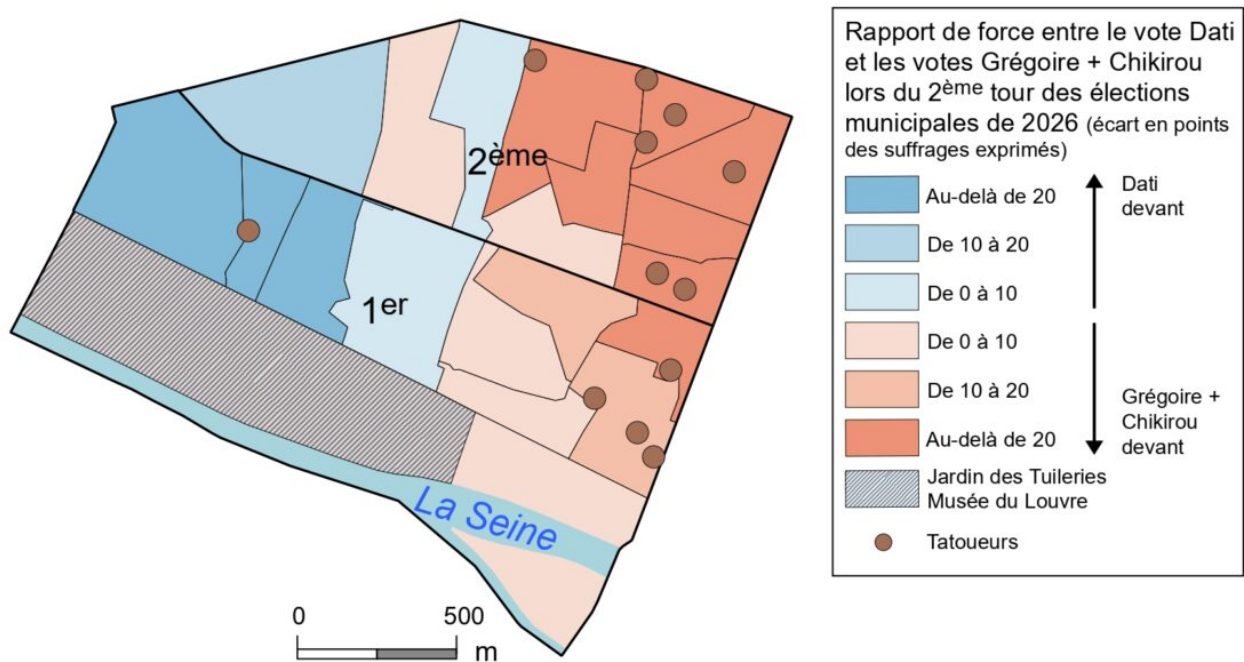 2ème
1er
La Seine
0
500
m
Rapport de force entre le vote Dati
et les votes Grégoire + Chikirou
lors du 2ème tour des élections
municipales de 2026 (écart en points
des suffrages exprimés)
Au-delà de 20
Dati
devant
De 10 à 20
De 0 à 10
De 0 à 10
De 10 à 20
Grégoire +
Chikirou
devant
Au-delà de 20
Jardin des Tuileries
Musée du Louvre
Tatoueurs